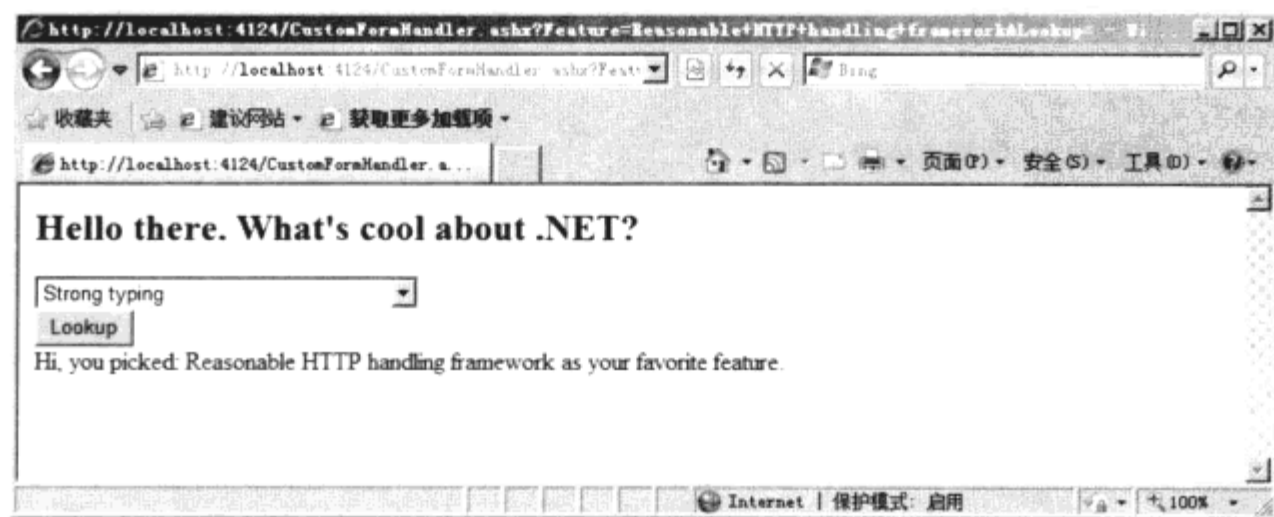 http://localhost:4124/CustomFormHandler.ashx?Feature=Reasonable+HTTP+handling+framework&Lookup= - Wi
http://localhost:4124/CustomFormHandler.ashx?Featu
Bing
收藏夹 建议网站 获取更多加载项
http://localhost:4124/CustomFormHandler.a...
页面(P) 安全(S) 工具(O)
Hello there. What's cool about .NET?
Strong typing
Lookup
Hi, you picked: Reasonable HTTP handling framework as your favorite feature.
Internet | 保护模式: 启用
100%